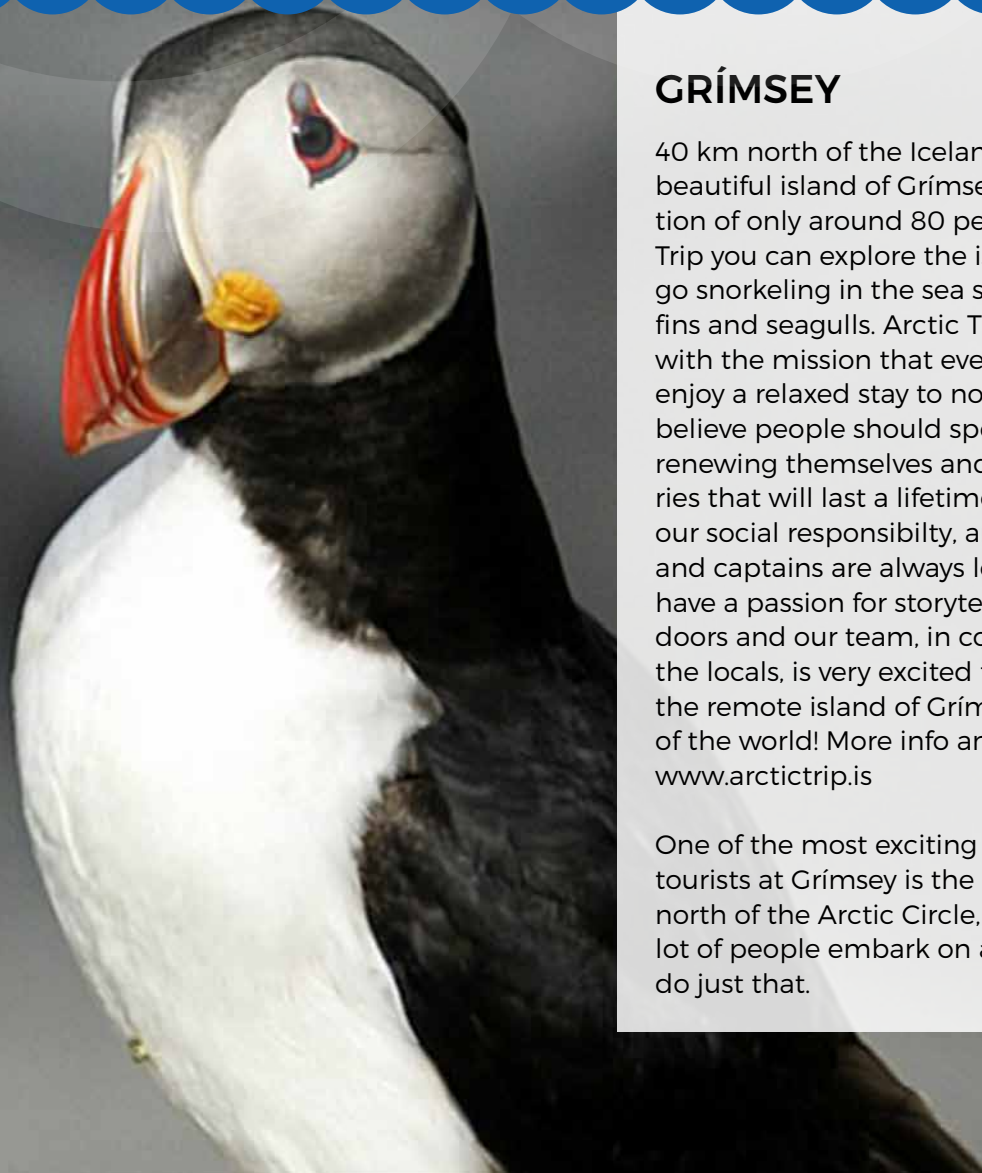 GRÍMSEY
40 km north of the Icelan
beautiful island of Grímse
tion of only around 80 pe
Trip you can explore the i
go snorkeling in the sea s
fins and seagulls. Arctic T
with the mission that eve
enjoy a relaxed stay to no
believe people should spe
renewing themselves and
ries that will last a lifetime
our social responsibilty, a
and captains are always lo
have a passion for storyte
doors and our team, in co
the locals, is very excited t
the remote island of Grím
of the world! More info an
www.arctictrip.is
One of the most exciting
tourists at Grímsey is the
north of the Arctic Circle,
lot of people embark on a
do just that.